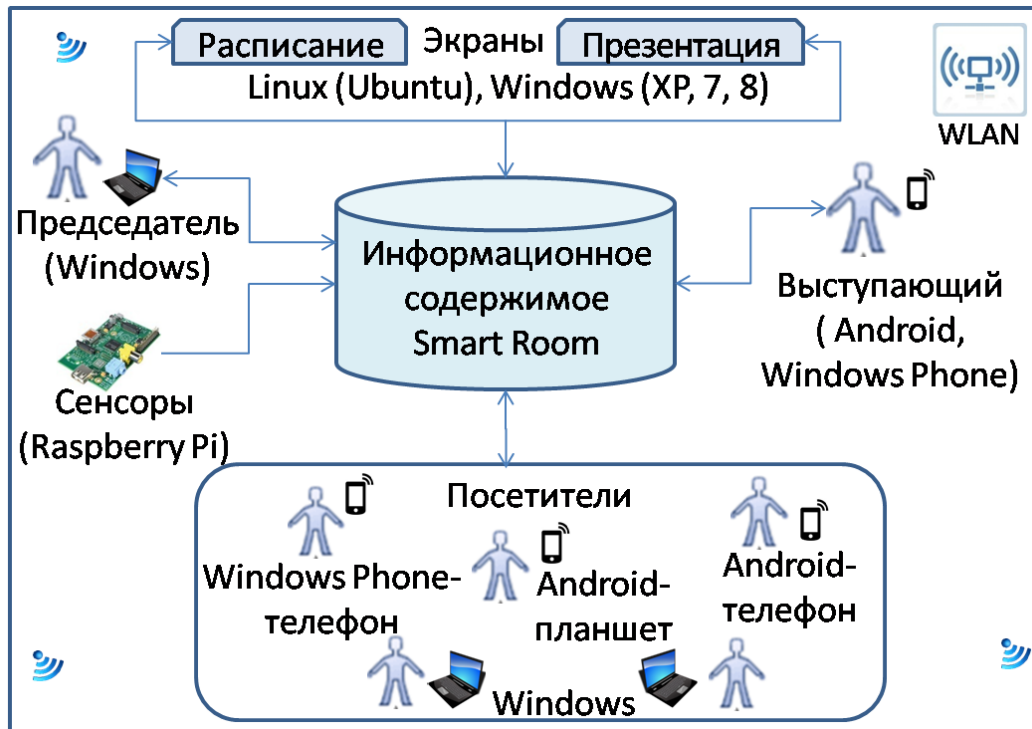 Расписание
Экраны
Презентация
Linux (Ubuntu), Windows (XP, 7, 8)
WLAN
Председатель
(Windows)
Информационное
содержимое
Smart Room
Выступающий
( Android,
Windows Phone)
Сенсоры
(Raspberry Pi)
Посетители
Windows Phone-
телефон
Android-
планшет
Android-
телефон
Windows